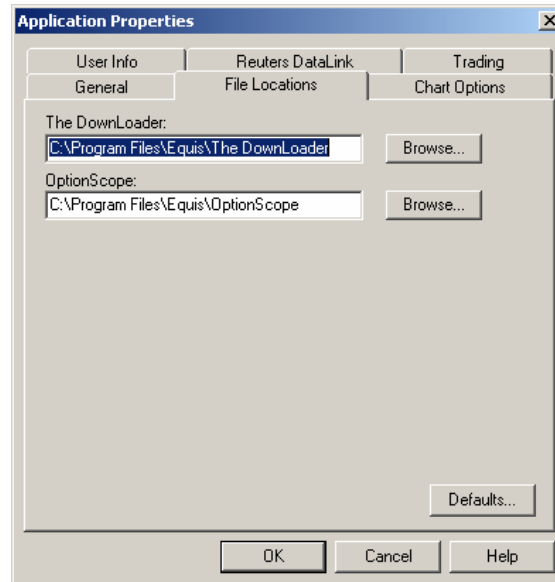 Application Properties
User Info Reuters DataLink Trading
General File Locations Chart Options
The DownLoader:
C:\Program Files\Equis\The DownLoader Browse...
OptionScope:
C:\Program Files\Equis\OptionScope Browse...
Defaults...
OK Cancel Help